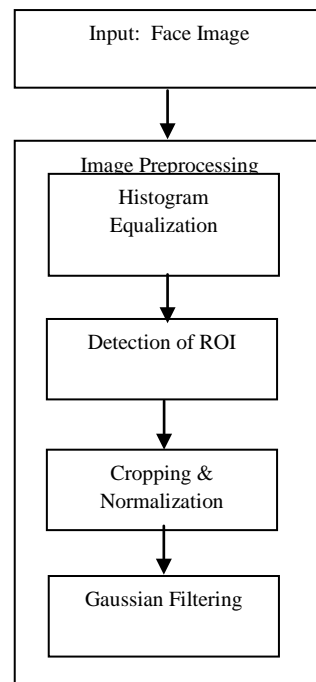 Input:  Face Image
Image Preprocessing
Histogram
Equalization
Detection of ROI
Cropping &
Normalization
Gaussian Filtering